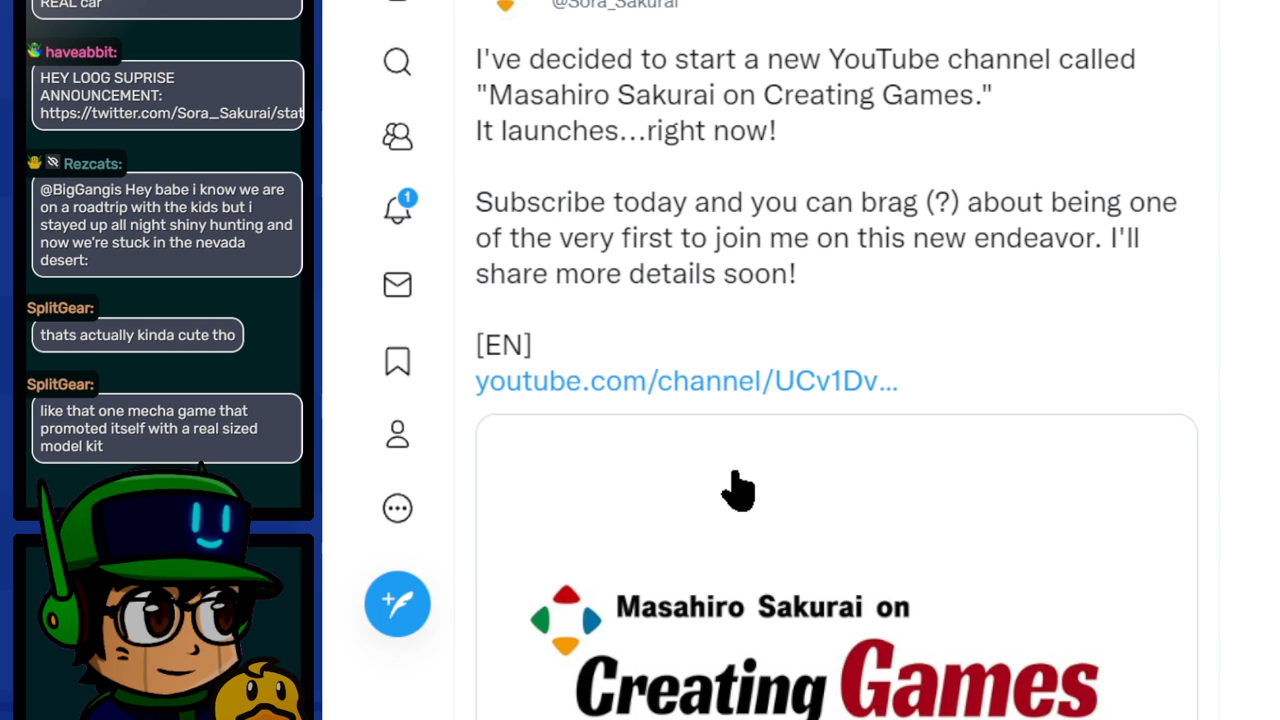 REAL car
haveabbit:
HEY LOOG SUPRISE
ANNOUNCEMENT:
https://twitter.com/Sora_Sakurai/stat
Rezcats:
@BigGangis Hey babe i know we are
on a roadtrip with the kids but i
stayed up all night shiny hunting and
now we're stuck in the nevada
desert:
SplitGear:
thats actually kinda cute tho
SplitGear:
like that one mecha game that
promoted itself with a real sized
model kit
1
@Sora_Sakurai
I've decided to start a new YouTube channel called
"Masahiro Sakurai on Creating Games."
It launches...right now!
Subscribe today and you can brag (?) about being one
of the very first to join me on this new endeavor. I'll
share more details soon!
[EN]
youtube.com/channel/UCv1Dv...
Masahiro Sakurai on
Creating Games